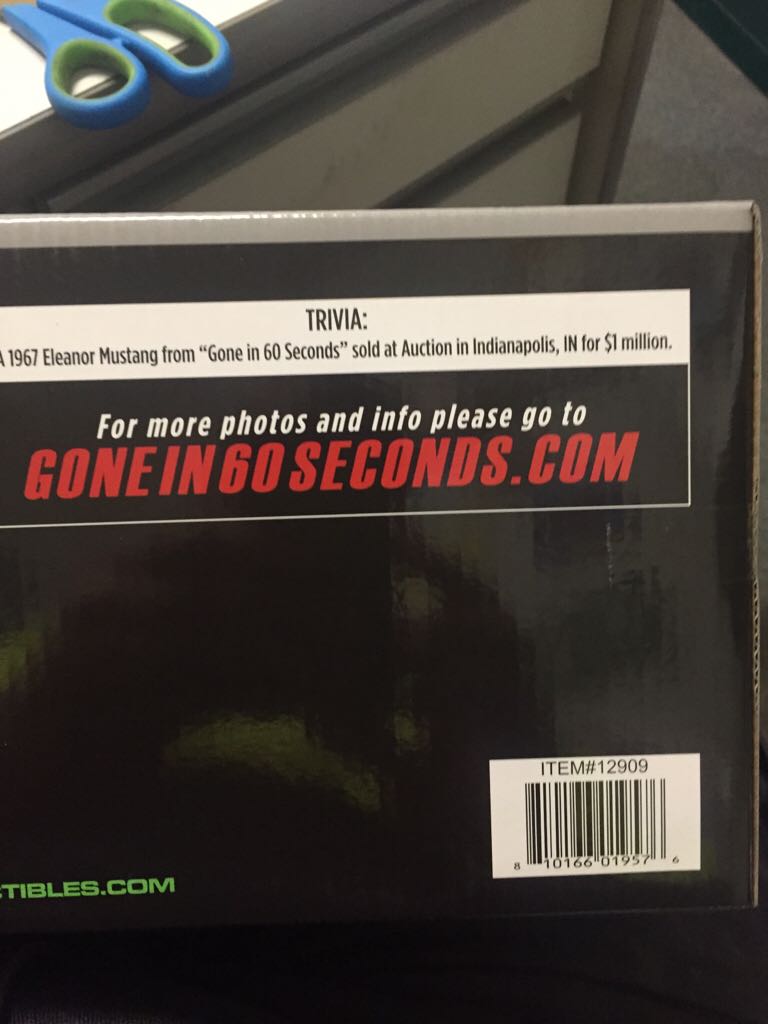 TRIVIA:
A 1967 Eleanor Mustang from “Gone in 60 Seconds” sold at Auction in Indianapolis, IN for $1 million.
For more photos and info please go to
GONEIN60SECONDS.COM
ITEM#12909
8 10166 01957 6
CTIBLES.COM